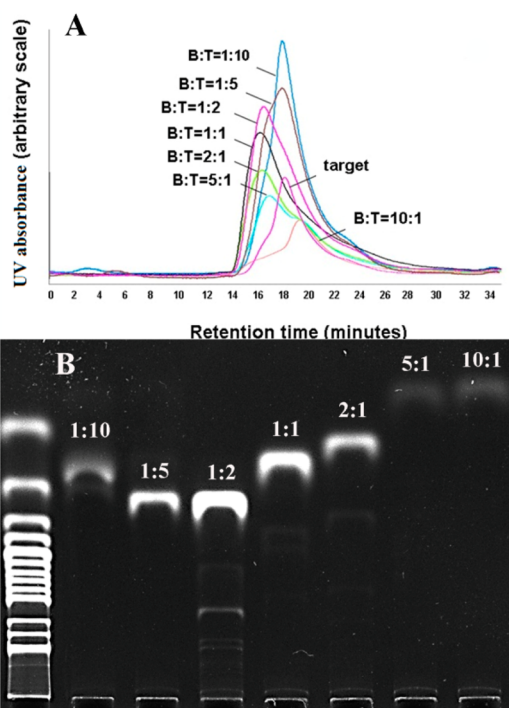 A
UV absorbance (arbitrary scale)
B:T=1:10
B:T=1:5
B:T=1:2
B:T=1:1
B:T=2:1
B:T=5:1
target
B:T=10:1
0 2 4 6 8 10 12 14 16 18 20 22 24 26 28 30 32 34
Retention time (minutes)
B
1:10
1:5
1:2
1:1
2:1
5:1
10:1